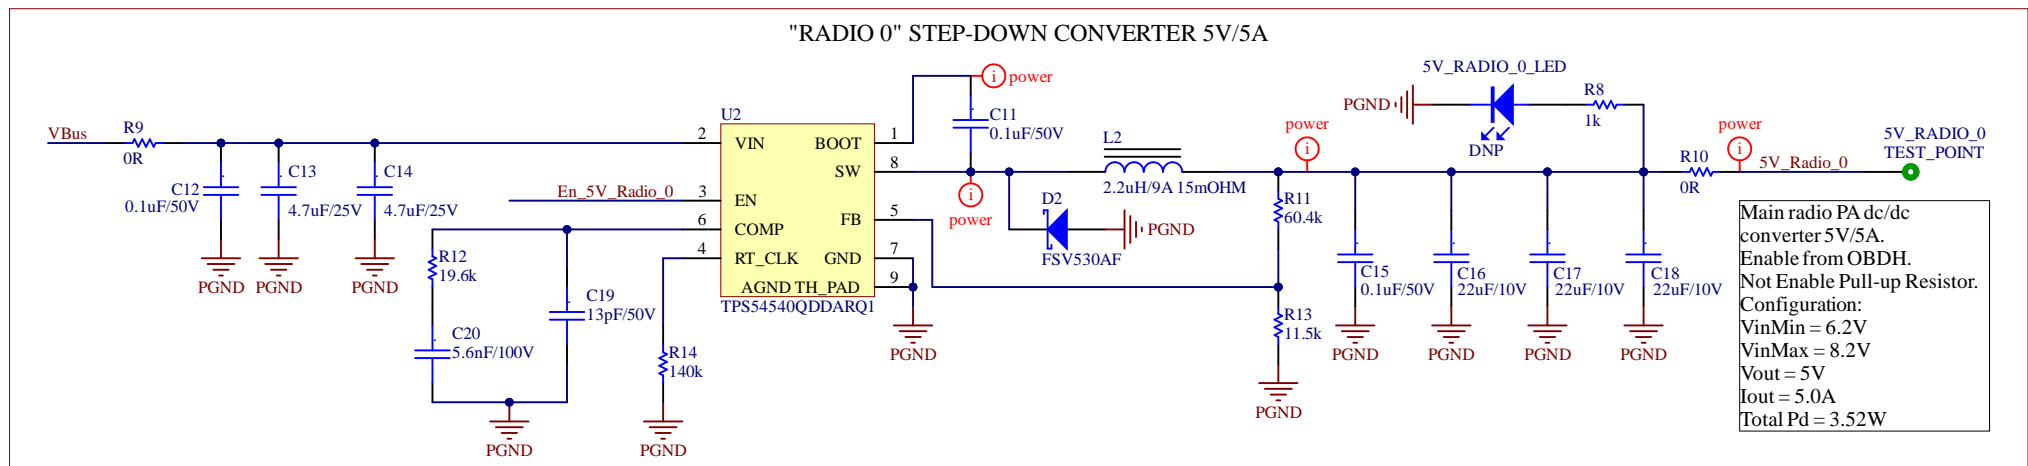 "RADIO 0" STEP-DOWN CONVERTER 5V/5A
VBus
R9
0R
C12
0.1uF/50V
PGND
C13
4.7uF/25V
PGND
C14
4.7uF/25V
PGND
En_5V_Radio_0
R12
19.6k
C20
5.6nF/100V
C19
13pF/50V
PGND
R14
140k
PGND
U2
2
VIN
3
EN
6
COMP
4
RT_CLK
BOOT
1
SW
8
FB
5
GND
7
AGND TH_PAD
9
TPS54540QDDARQ1
PGND
i
power
C11
0.1uF/50V
i
power
D2
FSV530AF
PGND
L2
2.2uH/9A 15mOHM
power
i
R11
60.4k
R13
11.5k
PGND
C15
0.1uF/50V
PGND
C16
22uF/10V
PGND
C17
22uF/10V
PGND
C18
22uF/10V
PGND
5V_RADIO_0_LED
PGND
DNP
R8
1k
R10
0R
power
i
5V_Radio_0
5V_RADIO_0
TEST_POINT
Main radio PA dc/dc
converter 5V/5A.
Enable from OBDH.
Not Enable Pull-up Resistor.
Configuration:
VinMin = 6.2V
VinMax = 8.2V
Vout = 5V
Iout = 5.0A
Total Pd = 3.52W